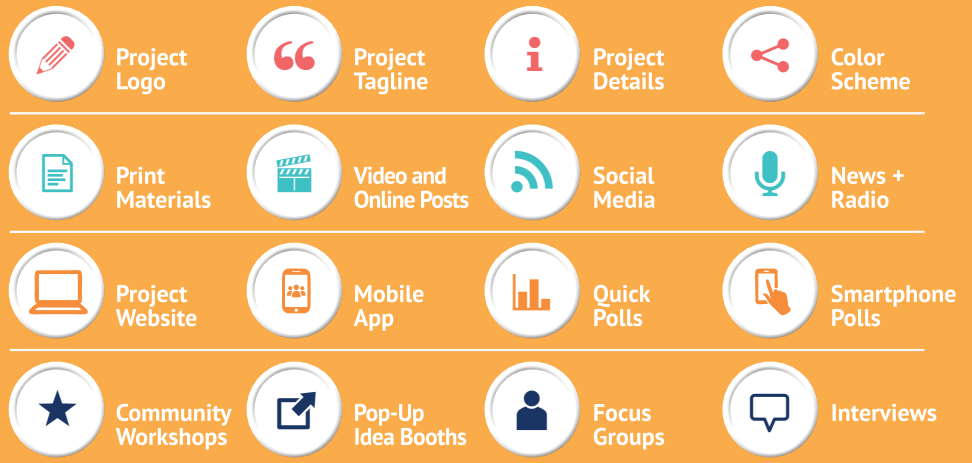 Project
Logo
Project
Tagline
Project
Details
Color
Scheme
Print
Materials
Video and
Online Posts
Social
Media
News +
Radio
Project
Website
Mobile
App
Quick
Polls
Smartphone
Polls
Community
Workshops
Pop-Up
Idea Booths
Focus
Groups
Interviews